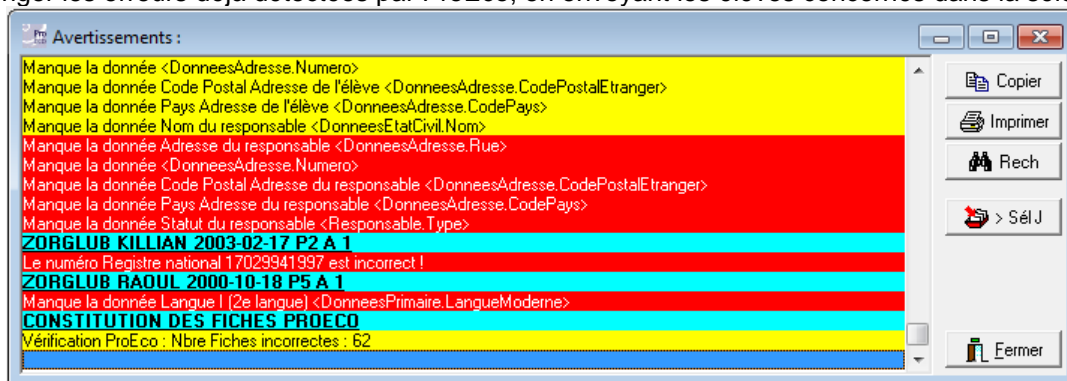 nger les erreurs déjà détectées par ProEco, en envoyant les élèves concernés dans la
Avertissements :
Manque la donnée <DonneesAdresse.Numero>
Manque la donnée Code Postal Adresse de l'élève <DonneesAdresse.CodePostalEtranger>
Manque la donnée Pays Adresse de l'élève <DonneesAdresse.CodePays>
Manque la donnée Nom du responsable <DonneesEtatCivil.Nom>
Manque la donnée Adresse du responsable <DonneesAdresse.Rue>
Manque la donnée <DonneesAdresse.Numero>
Manque la donnée Code Postal Adresse du responsable <DonneesAdresse.CodePostalEtranger>
Manque la donnée Pays Adresse du responsable <DonneesAdresse.CodePays>
Manque la donnée Statut du responsable <Responsable.Type>
ZORGLUB KILLIAN 2003-02-17 P2 A 1
Le numéro Registre national 17029941997 est incorrect !
ZORGLUB RAOUL 2000-10-18 P5 A 1
Manque la donnée Langue I (2e langue) <DonneesPrimaire.LangueModerne>
CONSTITUTION DES FICHES PROECO
Vérification ProEco : Nbre Fiches incorrectes : 62
Copier
Imprimer
Rech
> Sél J
Fermer